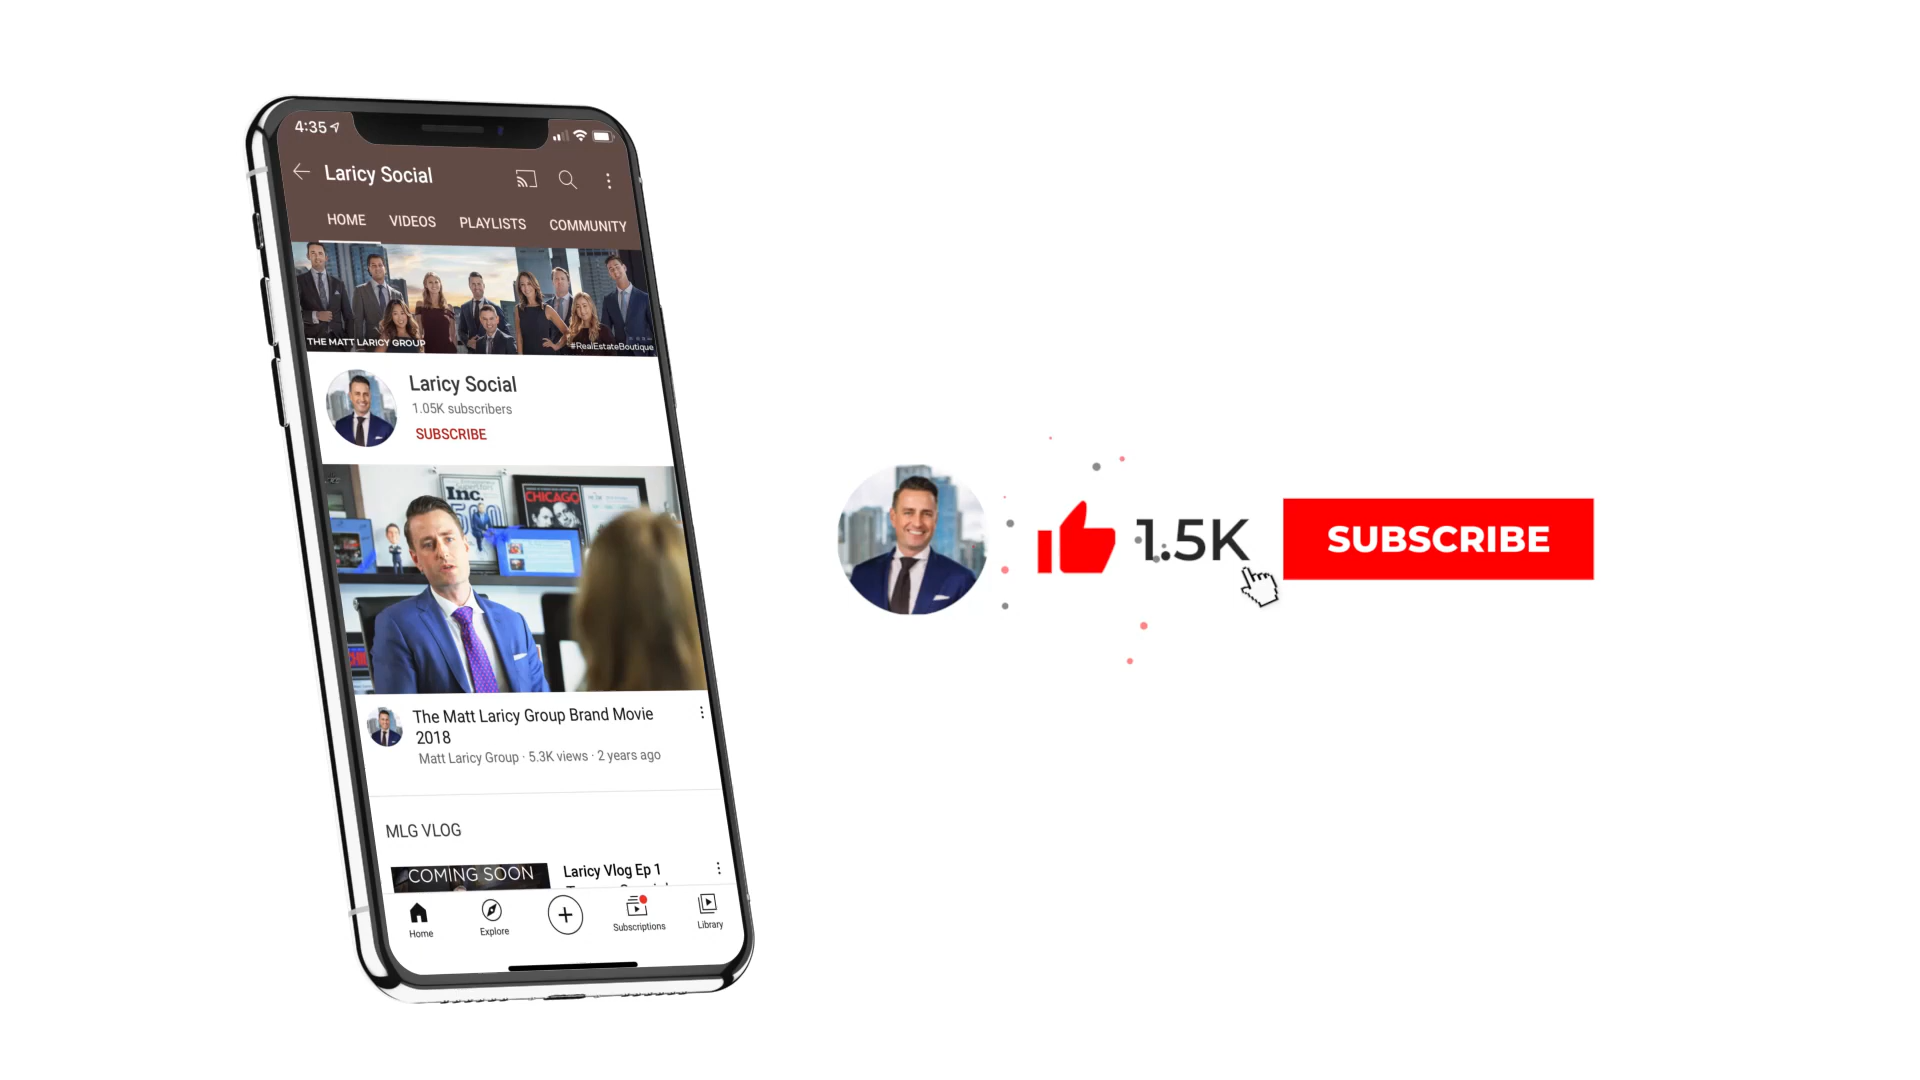 4:35
Laricy Social
HOME VIDEOS PLAYLISTS COMMUNITY
THE MATT LARICY GROUP
#RealEstateBoutique
Laricy Social
1.05K subscribers
SUBSCRIBE
Inc.
500
CHICAGO
The Matt Laricy Group Brand Movie
2018
Matt Laricy Group · 5.3K views · 2 years ago
MLG VLOG
COMING SOON
Laricy Vlog Ep 1
Home Explore Subscriptions Library
1.5K
SUBSCRIBE